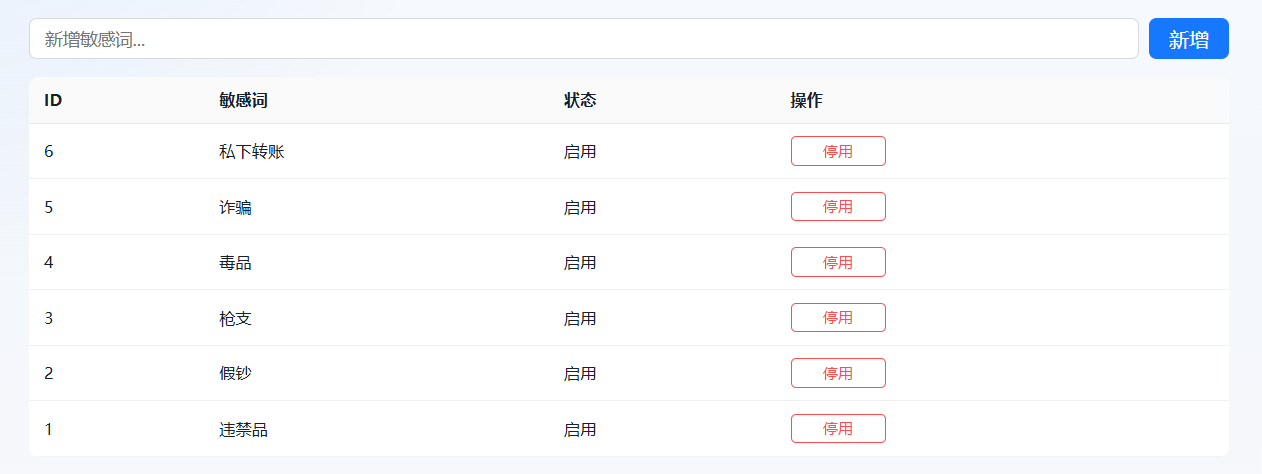 新增敏感词...
新增
ID 敏感词 状态 操作
6 私下转账 启用 停用
5 诈骗 启用 停用
4 毒品 启用 停用
3 枪支 启用 停用
2 假钞 启用 停用
1 违禁品 启用 停用